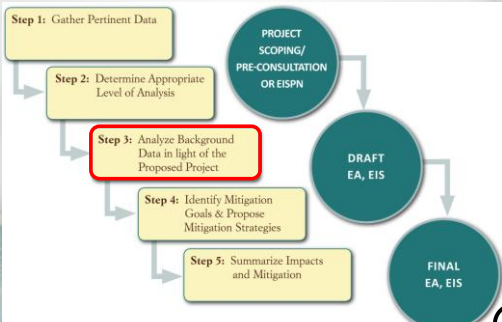 Step 1: Gather Pertinent Data
Step 2: Determine Appropriate
Level of Analysis
Step 3: Analyze Background
Data in light of the
Proposed Project
Step 4: Identify Mitigation
Goals & Propose
Mitigation Strategies
Step 5: Summarize Impacts
and Mitigation
PROJECT
SCOPING/
PRE-CONSULTATION
OR EISPN
DRAFT
EA, EIS
FINAL
EA, EIS